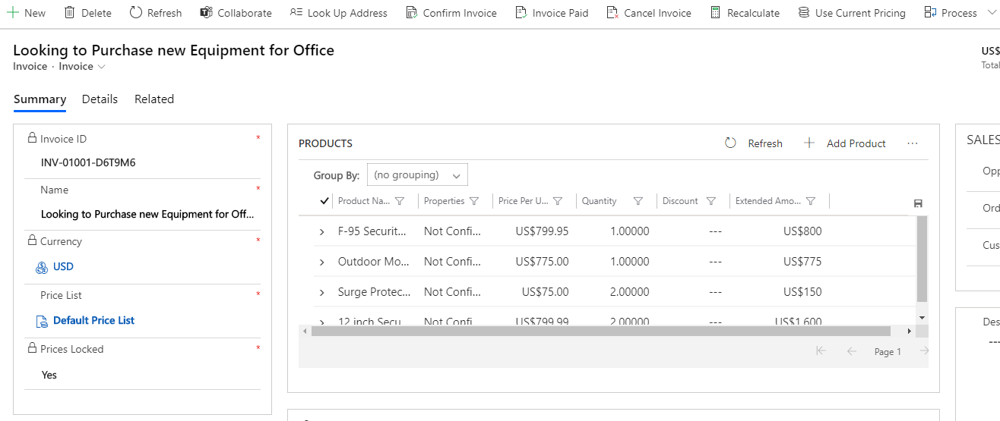 New Delete Refresh Collaborate Look Up Address Confirm Invoice Invoice Paid Cancel Invoice Recalculate Use Current Pricing Process
Looking to Purchase new Equipment for Office
US$
Invoice · Invoice
Total
Summary Details Related
Invoice ID *
INV-01001-D6T9M6
Name *
Looking to Purchase new Equipment for Off...
Currency *
USD
Price List *
Default Price List
Prices Locked *
Yes
PRODUCTS Refresh Add Product ...
Group By: (no grouping)
Product Na... Properties Price Per U... Quantity Discount Extended Amo...
F-95 Securit... Not Confi... US$799.95 1.00000 --- US$800
Outdoor Mo... Not Confi... US$775.00 1.00000 --- US$775
Surge Protec... Not Confi... US$75.00 2.00000 --- US$150
12 inch Secu Not Confi US$799.99 2.00000 --- US$1,600
Page 1
SALES
Opp
Ord
Cus
Des
---